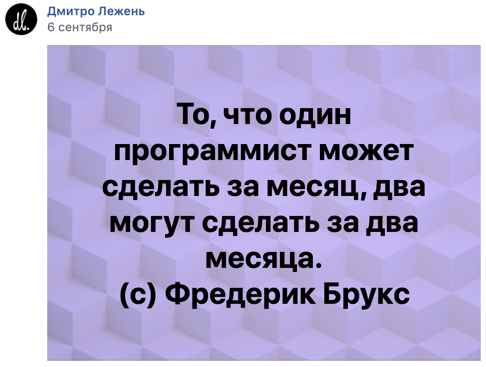 dl.
Дмитро Лежень
6 сентября
То, что один
программист может
сделать за месяц, два
могут сделать за два
месяца.
(с) Фредерик Брукс